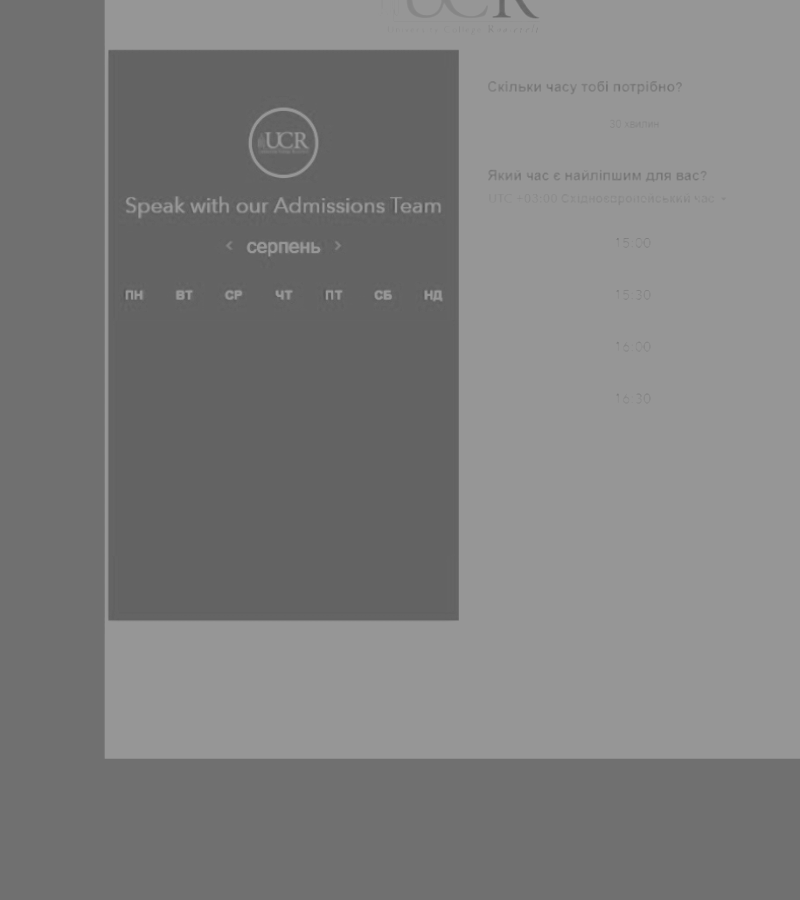 UCR
Скільки часу тобі потрібно?
30 хвилин
UCR
Speak with our Admissions Team
серпень
ПН ВТ СР ЧТ ПТ СБ НД
Який час є найліпшим для вас?
UTC +03:00 Східноєвропейський час
15:00
15:30
16:00
16:30